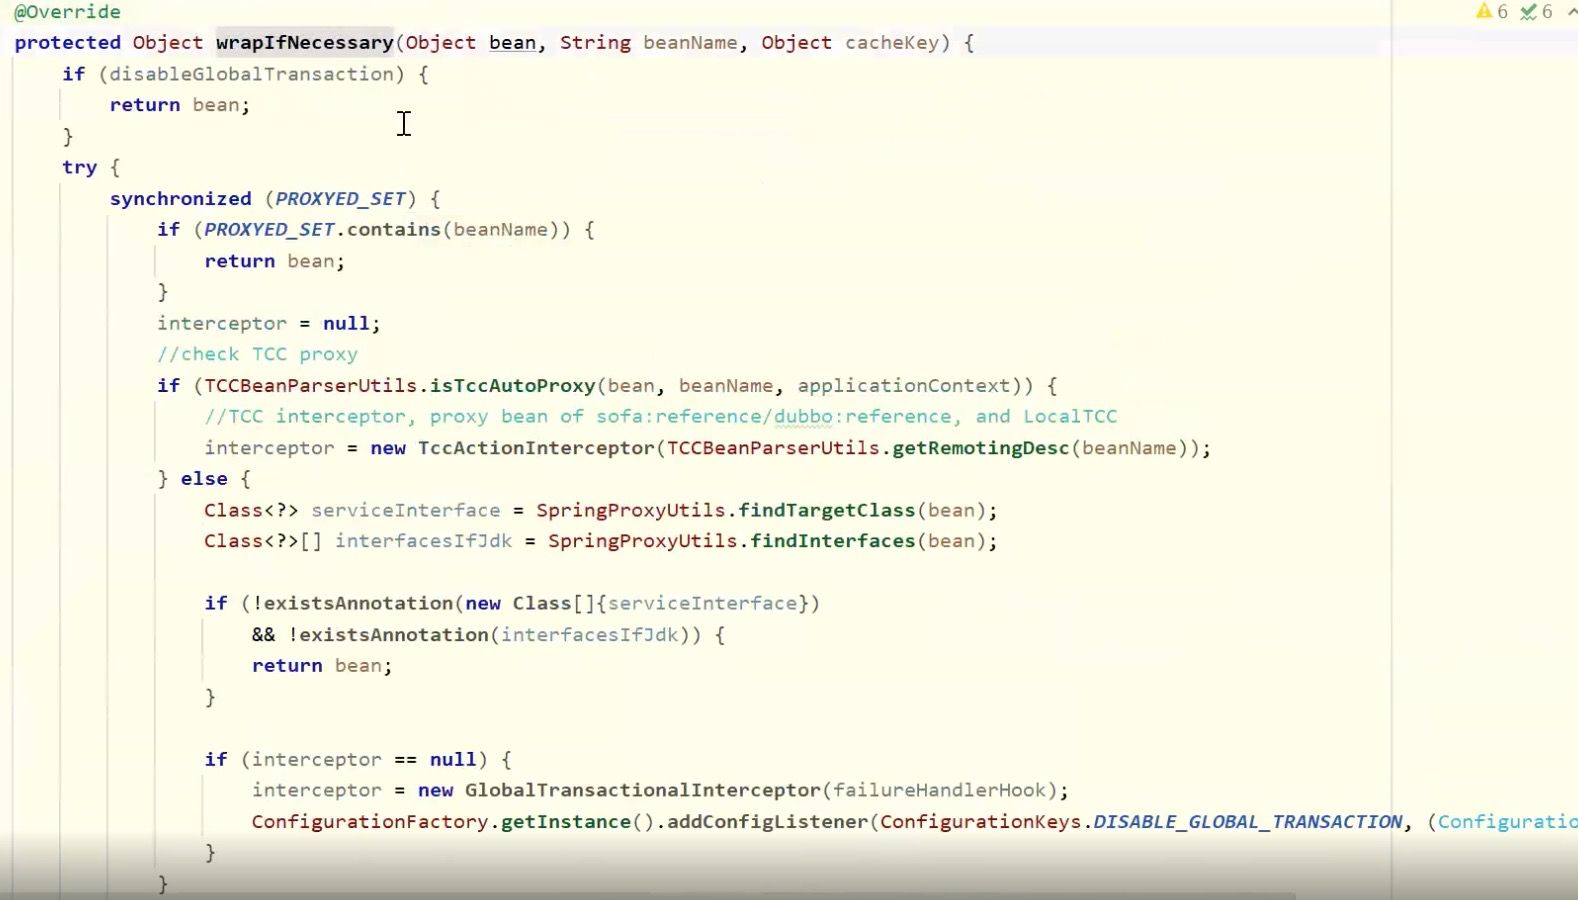 @Override
6 6
protected Object wrapIfNecessary(Object bean, String beanName, Object cacheKey) {
    if (disableGlobalTransaction) {
        return bean;
    }
    try {
        synchronized (PROXYED_SET) {
            if (PROXYED_SET.contains(beanName)) {
                return bean;
            }
            interceptor = null;
            //check TCC proxy
            if (TCCBeanParserUtils.isTccAutoProxy(bean, beanName, applicationContext)) {
                //TCC interceptor, proxy bean of sofa:reference/dubbo:reference, and LocalTCC
                interceptor = new TccActionInterceptor(TCCBeanParserUtils.getRemotingDesc(beanName));
            } else {
                Class<?> serviceInterface = SpringProxyUtils.findTargetClass(bean);
                Class<?>[] interfacesIfJdk = SpringProxyUtils.findInterfaces(bean);
                if (!existsAnnotation(new Class[]{serviceInterface})
                    && !existsAnnotation(interfacesIfJdk)) {
                    return bean;
                }
                if (interceptor == null) {
                    interceptor = new GlobalTransactionalInterceptor(failureHandlerHook);
                    ConfigurationFactory.getInstance().addConfigListener(ConfigurationKeys.DISABLE_GLOBAL_TRANSACTION, (Configuratio
                }
            }